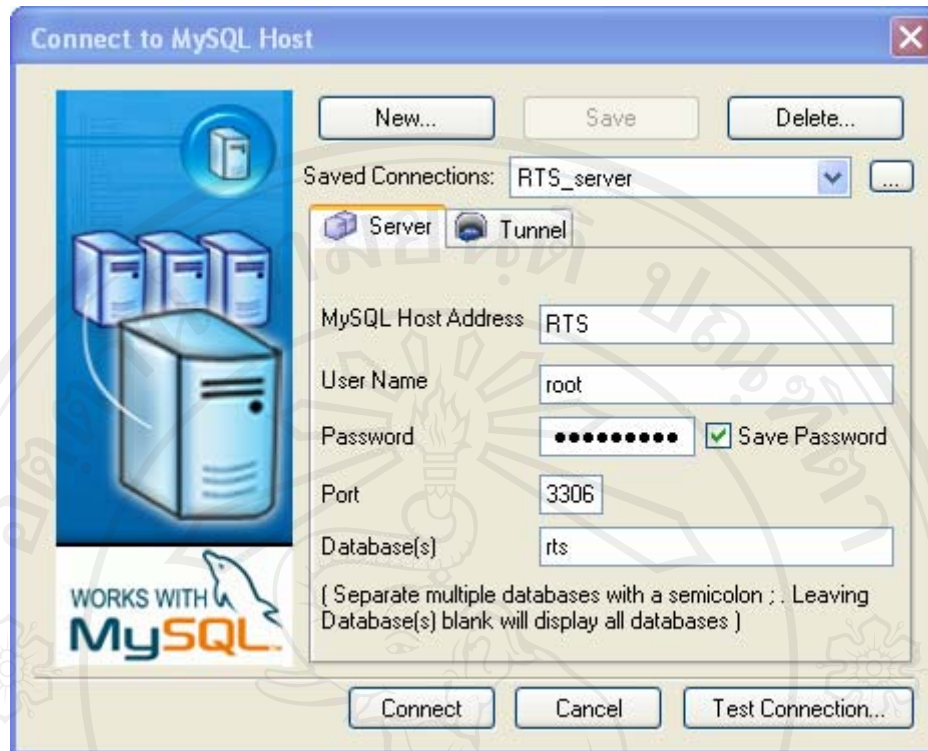 Connect to MySQL Host
New... Save Delete...
Saved Connections: RTS_server ...
Server Tunnel
MySQL Host Address RTS
User Name root
Password ●●●●●●●●● Save Password
Port 3306
Database(s) rts
( Separate multiple databases with a semicolon ; . Leaving
Database(s) blank will display all databases )
WORKS WITH
MySQL
Connect Cancel Test Connection...